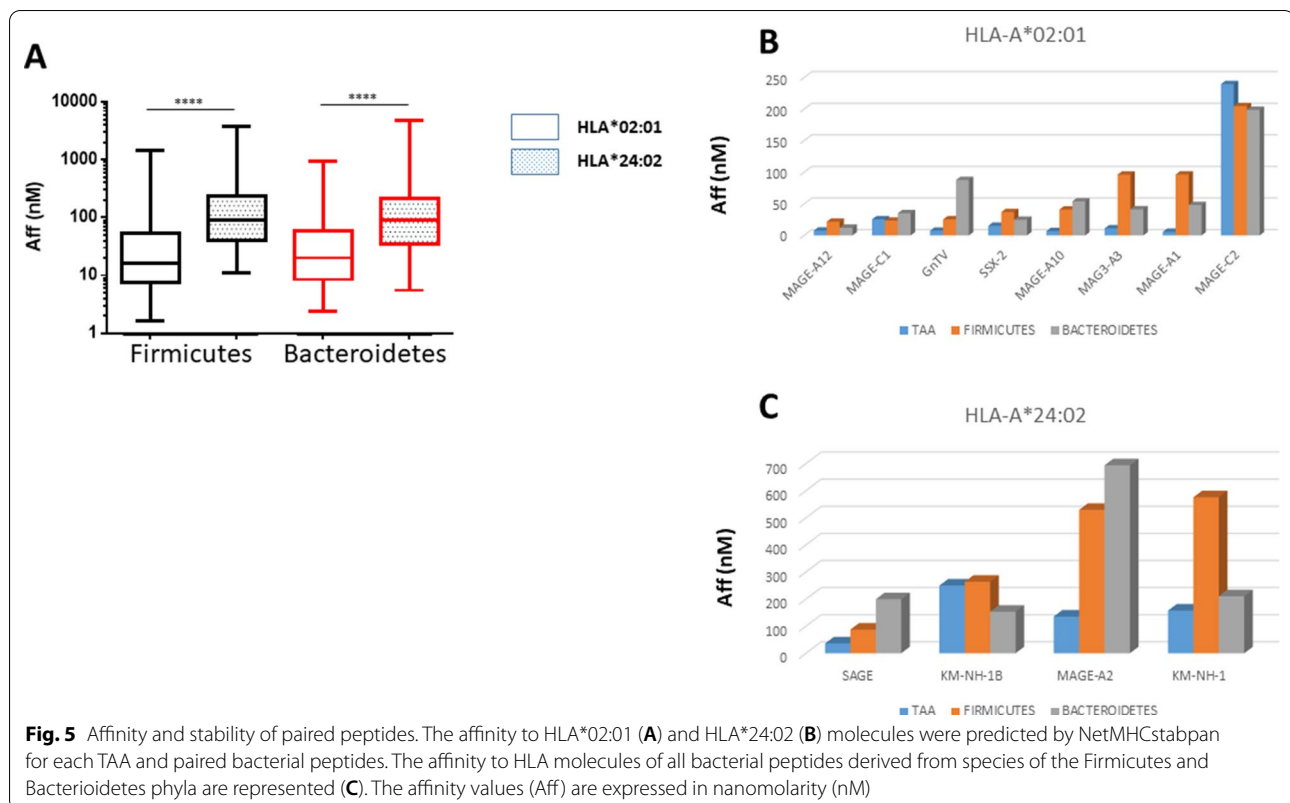 A
Aff (nM)
10000
1000
100
10
1
****
****
Firmicutes
Bacteroidetes
HLA*02:01
HLA*24:02
B
HLA-A*02:01
Aff (nM)
250
200
150
100
50
0
MAGE-A12
MAGE-C1
GnTV
SSX-2
MAGE-A10
MAG3-A3
MAGE-A1
MAGE-C2
TAA
FIRMICUTES
BACTEROIDETES
C
HLA-A*24:02
Aff (nM)
700
600
500
400
300
200
100
0
SAGE
KM-NH-1B
MAGE-A2
KM-NH-1
TAA
FIRMICUTES
BACTEROIDETES
Fig. 5 Affinity and stability of paired peptides. The affinity to HLA*02:01 (A) and HLA*24:02 (B) molecules were predicted by NetMHCstabpan
for each TAA and paired bacterial peptides. The affinity to HLA molecules of all bacterial peptides derived from species of the Firmicutes and
Bacterioidetes phyla are represented (C). The affinity values (Aff) are expressed in nanomolarity (nM)